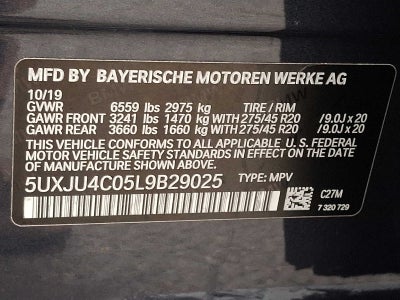 MFD BY BAYERISCHE MOTOREN WERKE AG
10/19
GVWR 6559 lbs 2975 kg TIRE / RIM
GAWR FRONT 3241 lbs 1470 kg WITH 275/45 R20 /9.0J x 20
GAWR REAR 3660 lbs 1660 kg WITH 275/45 R20 /9.0J x 20
THIS VEHICLE CONFORMS TO ALL APPLICABLE U. S. FEDERAL
MOTOR VEHICLE SAFETY STANDARDS IN EFFECT ON THE DATE
OF MANUFACTURE SHOWN ABOVE.
5UXJU4C05L9B29025 TYPE: MPV
C27M
7 320 729